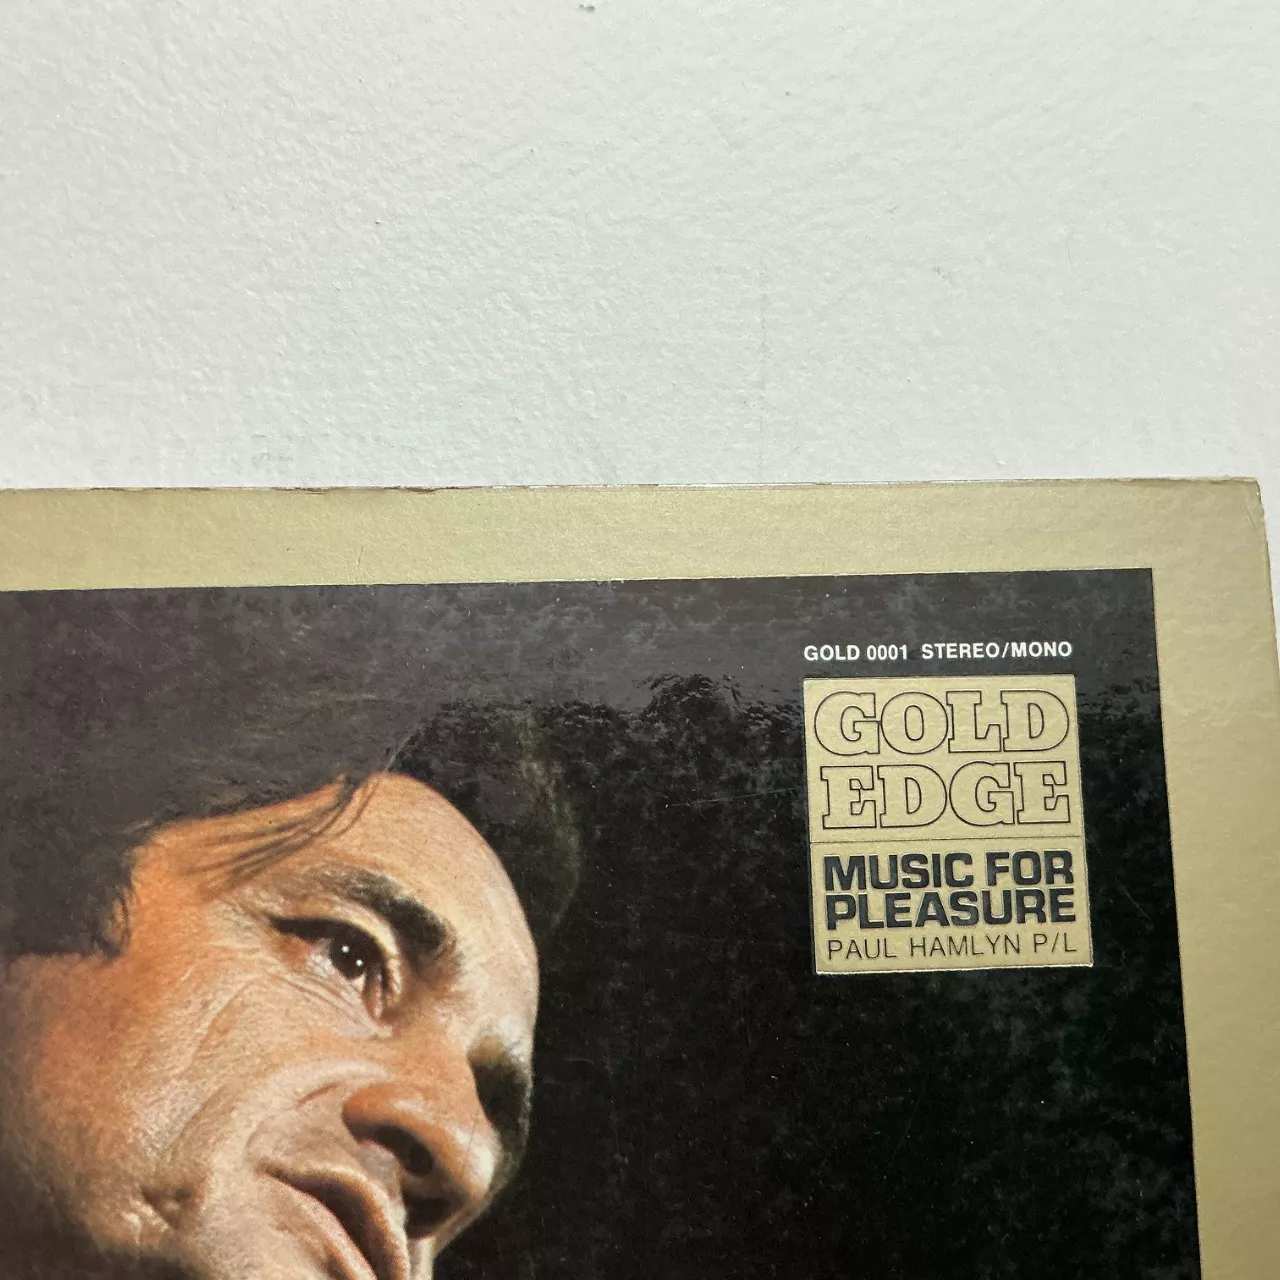 GOLD 0001 STEREO/MONO
GOLD
EDGE
MUSIC FOR
PLEASURE
PAUL HAMLYN P/L